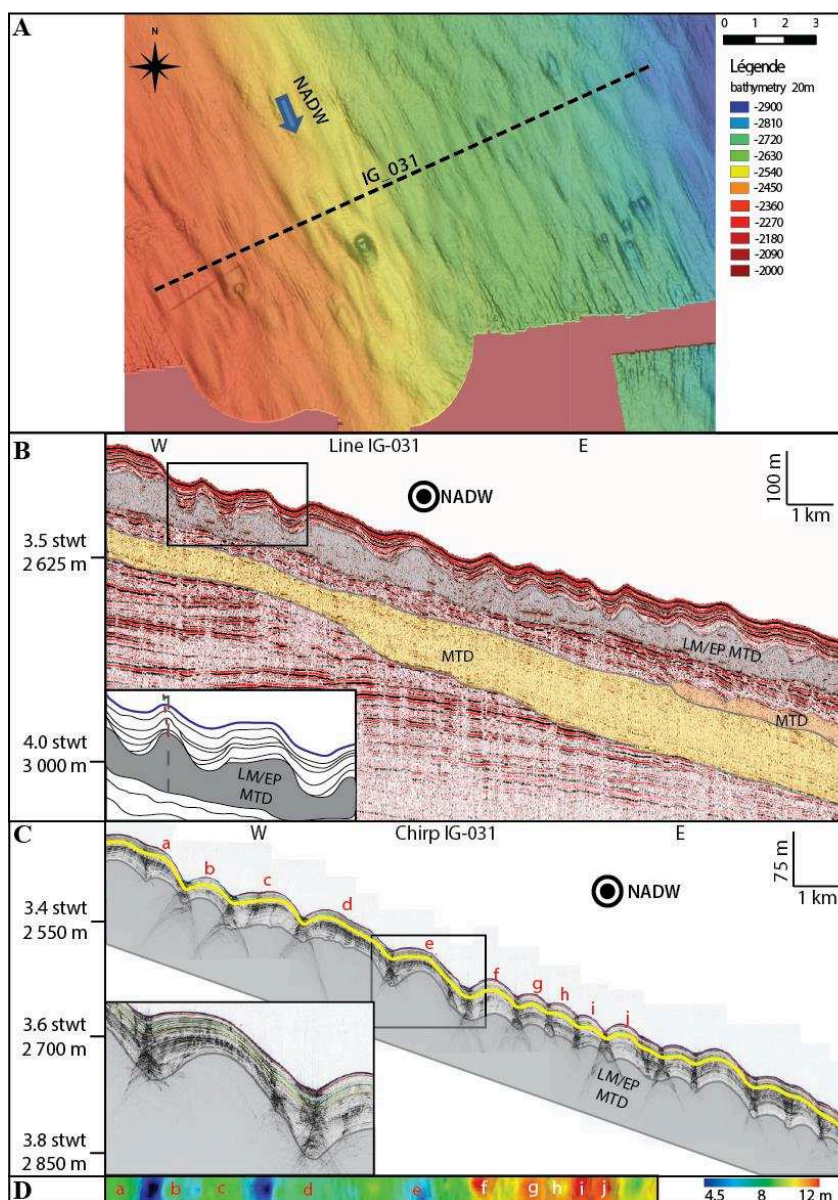 A
N
NADW
IG_031
0 1 2 3
Légende
bathymetry 20m
-2900
-2810
-2720
-2630
-2540
-2450
-2360
-2270
-2180
-2090
-2000
B
W Line IG-031 E
NADW
100 m
1 km
3.5 stwt
2 625 m
MTD
LM/EP MTD
MTD
4.0 stwt
3 000 m
LM/EP
MTD
C
W Chirp IG-031 E
NADW
75 m
1 km
a
b
c
d
e
f
g
h
i
j
3.4 stwt
2 550 m
3.6 stwt
2 700 m
3.8 stwt
2 850 m
LM/EP
MTD
D
a b c d e f g h i j
4.5 8 12 m